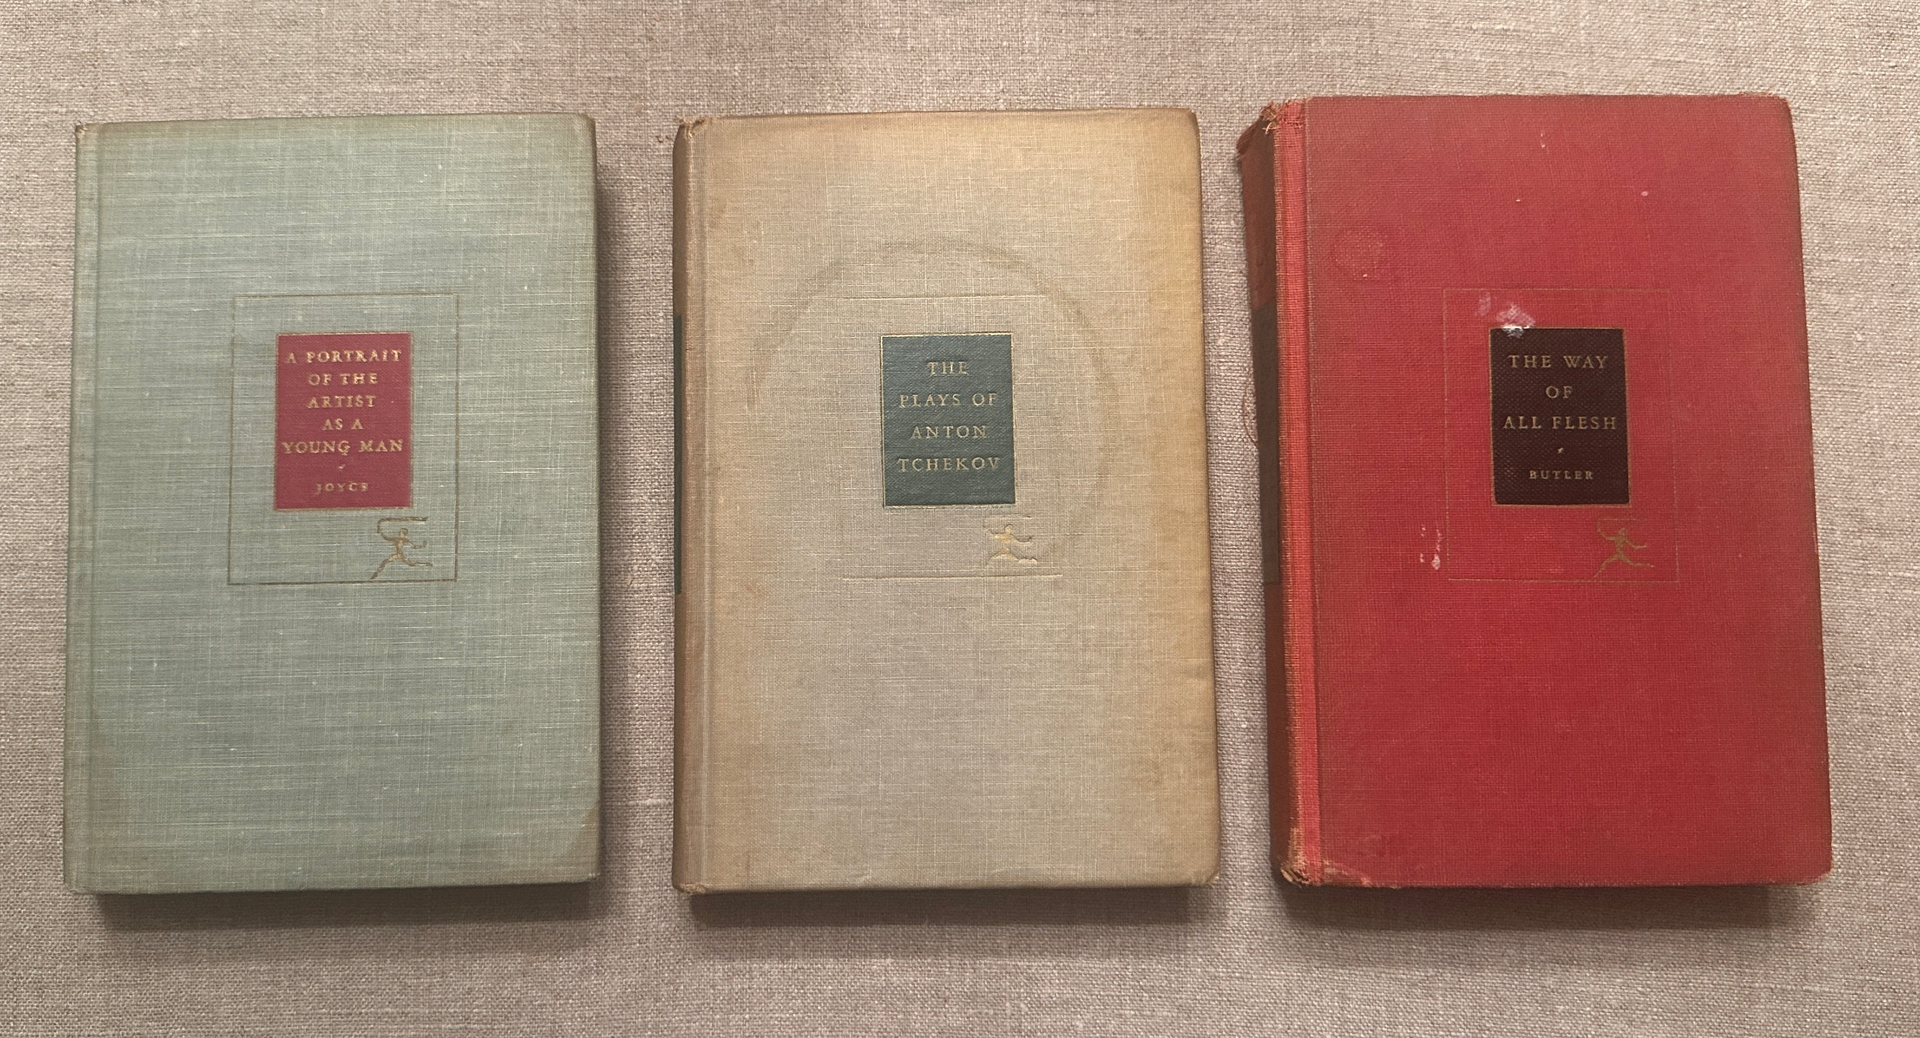 A PORTRAIT
OF THE
ARTIST
AS A
YOUNG MAN
JOYCE
THE
PLAYS OF
ANTON
TCHEKOV
THE WAY
OF
ALL FLESH
BUTLER